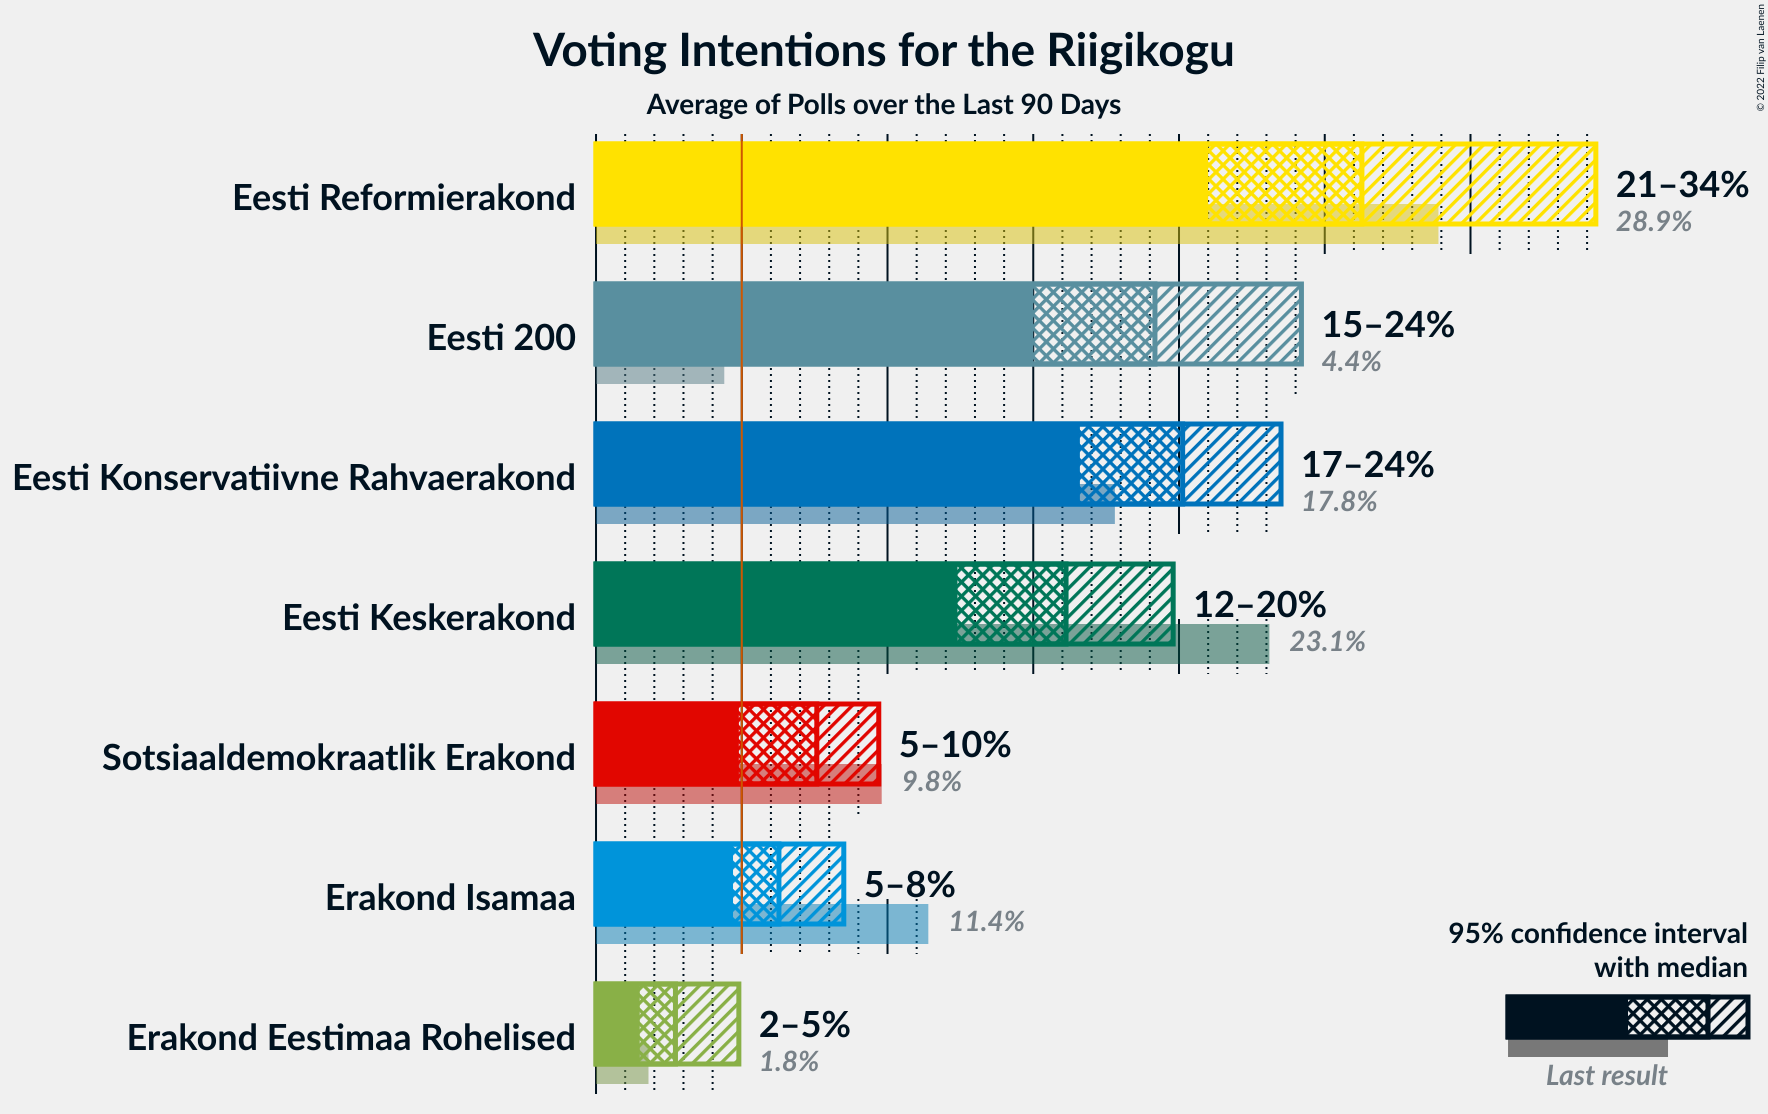 Voting Intentions for the Riigikogu
Average of Polls over the Last 90 Days
© 2022 Filip van Laenen
Eesti Reformierakond
21–34%
28.9%
Eesti 200
15–24%
4.4%
Eesti Konservatiivne Rahvaerakond
17–24%
17.8%
Eesti Keskerakond
12–20%
23.1%
Sotsiaaldemokraatlik Erakond
5–10%
9.8%
Erakond Isamaa
5–8%
11.4%
Erakond Eestimaa Rohelised
2–5%
1.8%
95% confidence interval
with median
Last result